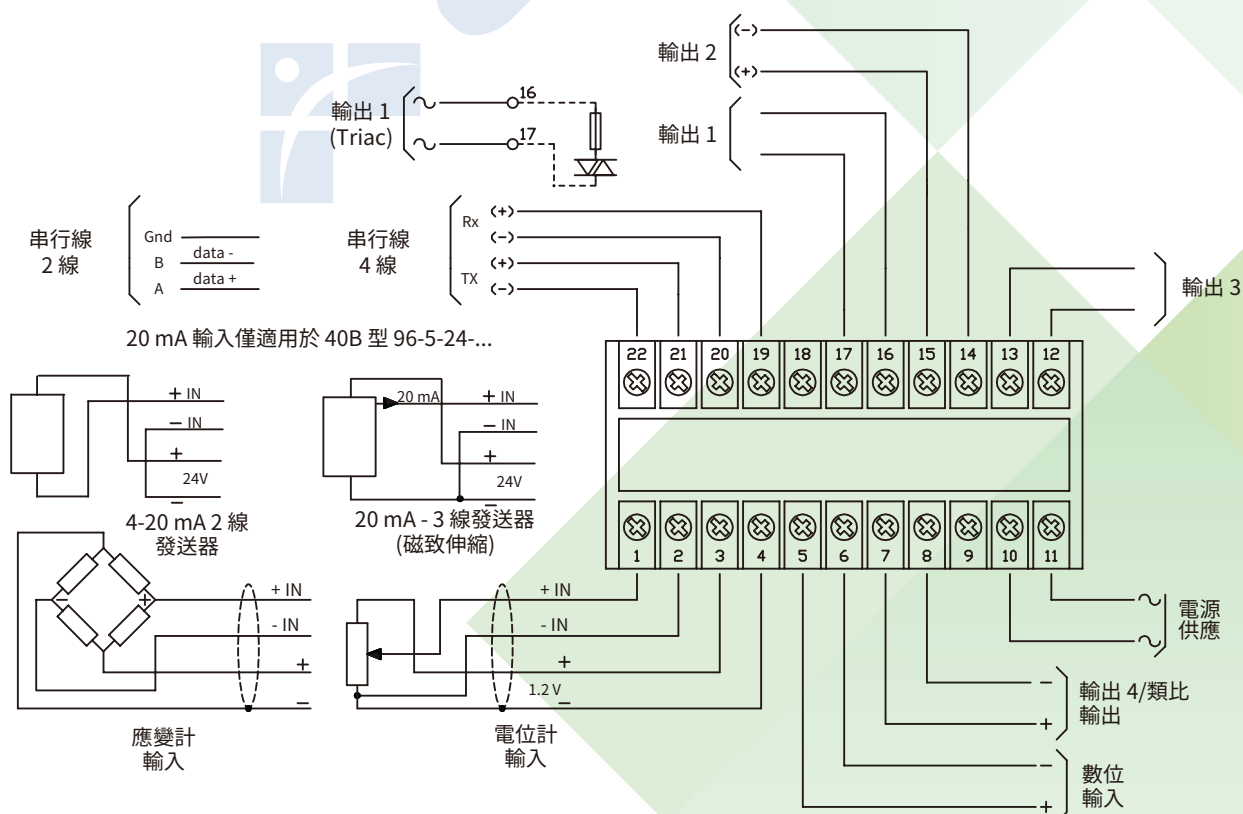 輸出 2
(-)
(+)
輸出 1
輸出 1
(Triac)
16
17
串行線
2 線
Gnd
B
data -
A
data +
串行線
4 線
Rx
(+)
(-)
TX
(+)
(-)
輸出 3
20 mA 輸入僅適用於 40B 型 96-5-24-...
22 21 20 19 18 17 16 15 14 13 12
+ IN
- IN
+
24V
-
4-20 mA 2 線
發送器
20 mA
+ IN
- IN
+
24V
-
20 mA - 3 線發送器
(磁致伸縮)
1 2 3 4 5 6 7 8 9 10 11
- +
+ IN
- IN
+
-
應變計
輸入
+ IN
- IN
+
1.2 V
-
電位計
輸入
電源
供應
-
+
輸出 4/類比
輸出
-
+
數位
輸入